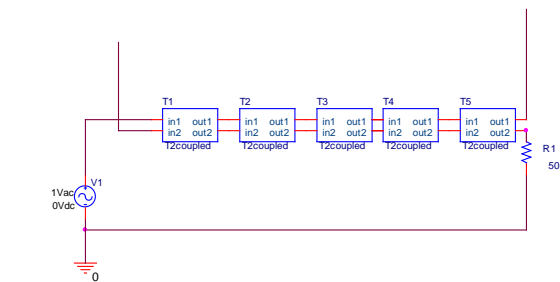 T1 T2 T3 T4 T5
in1 out1 in1 out1 in1 out1 in1 out1 in1 out1
in2 out2 in2 out2 in2 out2 in2 out2 in2 out2
T2coupled T2coupled T2coupled T2coupled T2coupled
R1
50
V1
1Vac
0Vdc
0